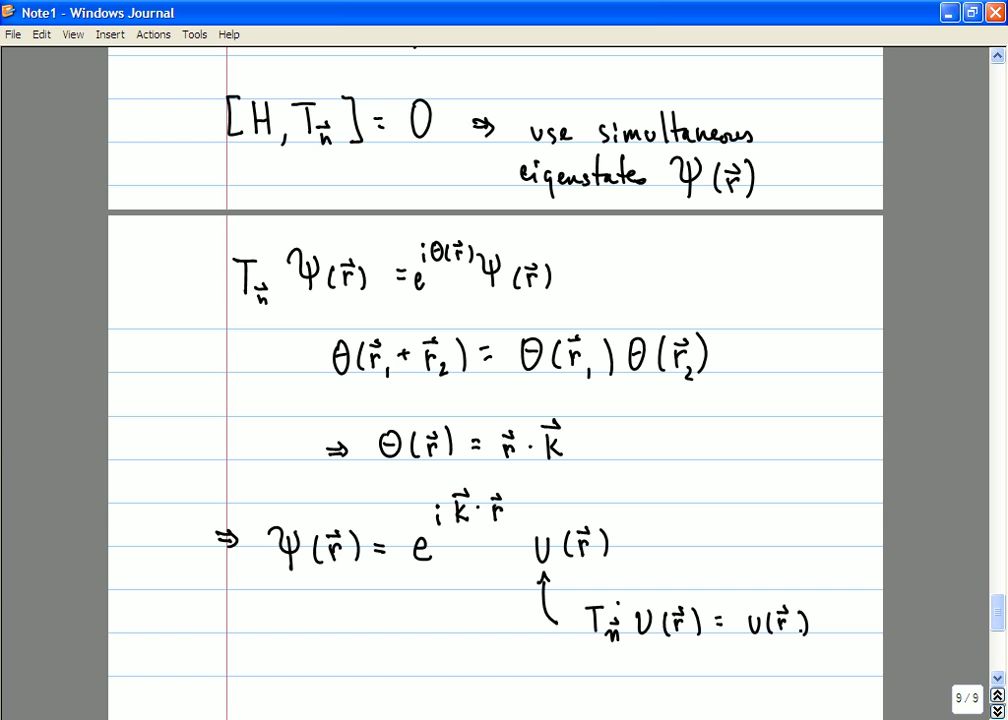 Note1 - Windows Journal
File Edit View Insert Actions Tools Help
[H, T_n⃗] = 0 ⇒ use simultaneous
eigenstates Ψ(r⃗)
T_n⃗ Ψ(r⃗) = e^{iθ(r⃗)} Ψ(r⃗)
θ(r⃗₁ + r⃗₂) = θ(r⃗₁) θ(r⃗₂)
⇒ θ(r⃗) = r⃗ · k⃗
⇒ Ψ(r⃗) = e^{i k⃗ · r⃗} u(r⃗)
T_n⃗ u(r⃗) = u(r⃗)
9/9